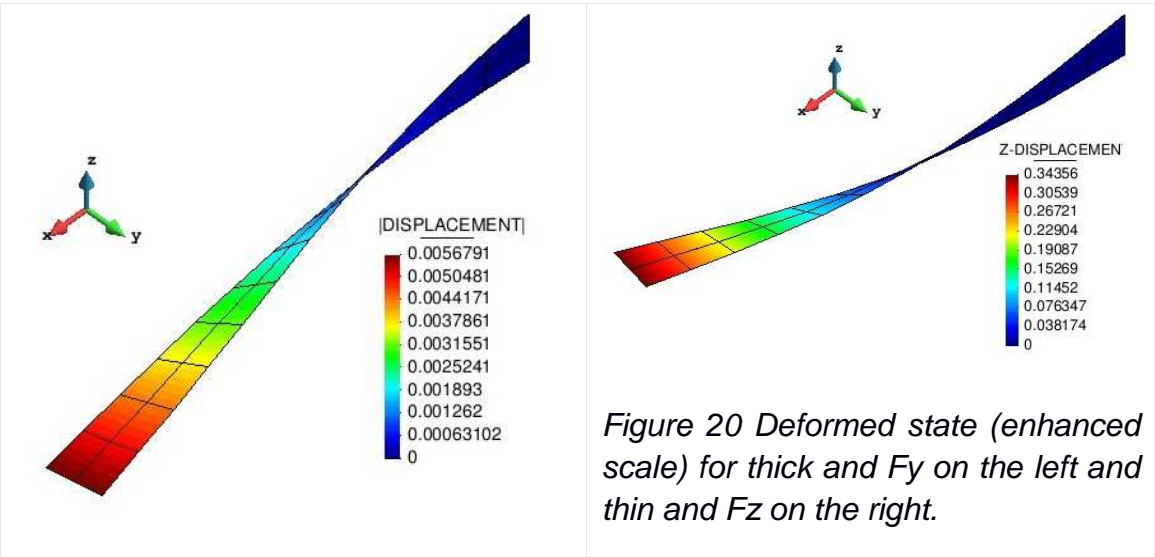 z
x
y
|DISPLACEMENT|
0.0056791
0.0050481
0.0044171
0.0037861
0.0031551
0.0025241
0.001893
0.001262
0.00063102
0
z
x
y
Z-DISPLACEMEN
0.34356
0.30539
0.26721
0.22904
0.19087
0.15269
0.11452
0.076347
0.038174
0
Figure 20 Deformed state (enhanced
scale) for thick and Fy on the left and
thin and Fz on the right.